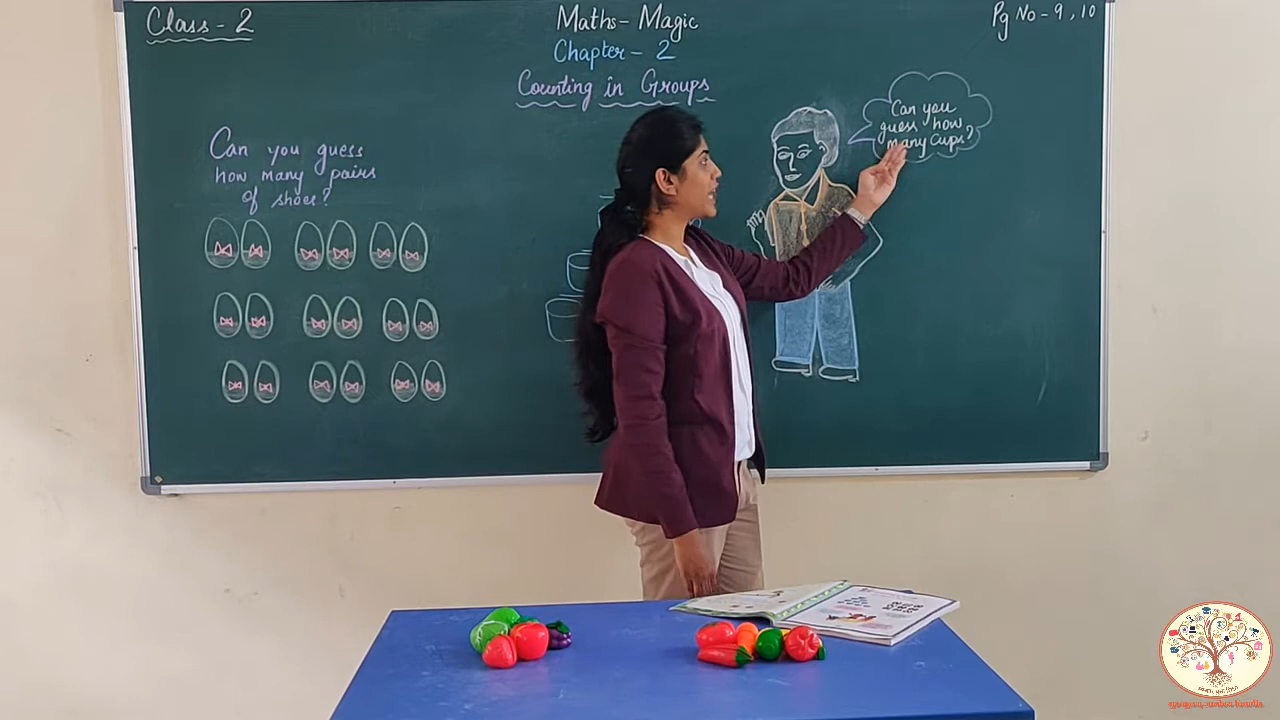 Class - 2
Maths - Magic
Pg No - 9, 10
Chapter - 2
Counting in Groups
Can you guess
how many pairs
of shoes?
Can you
guess how
many Cups?